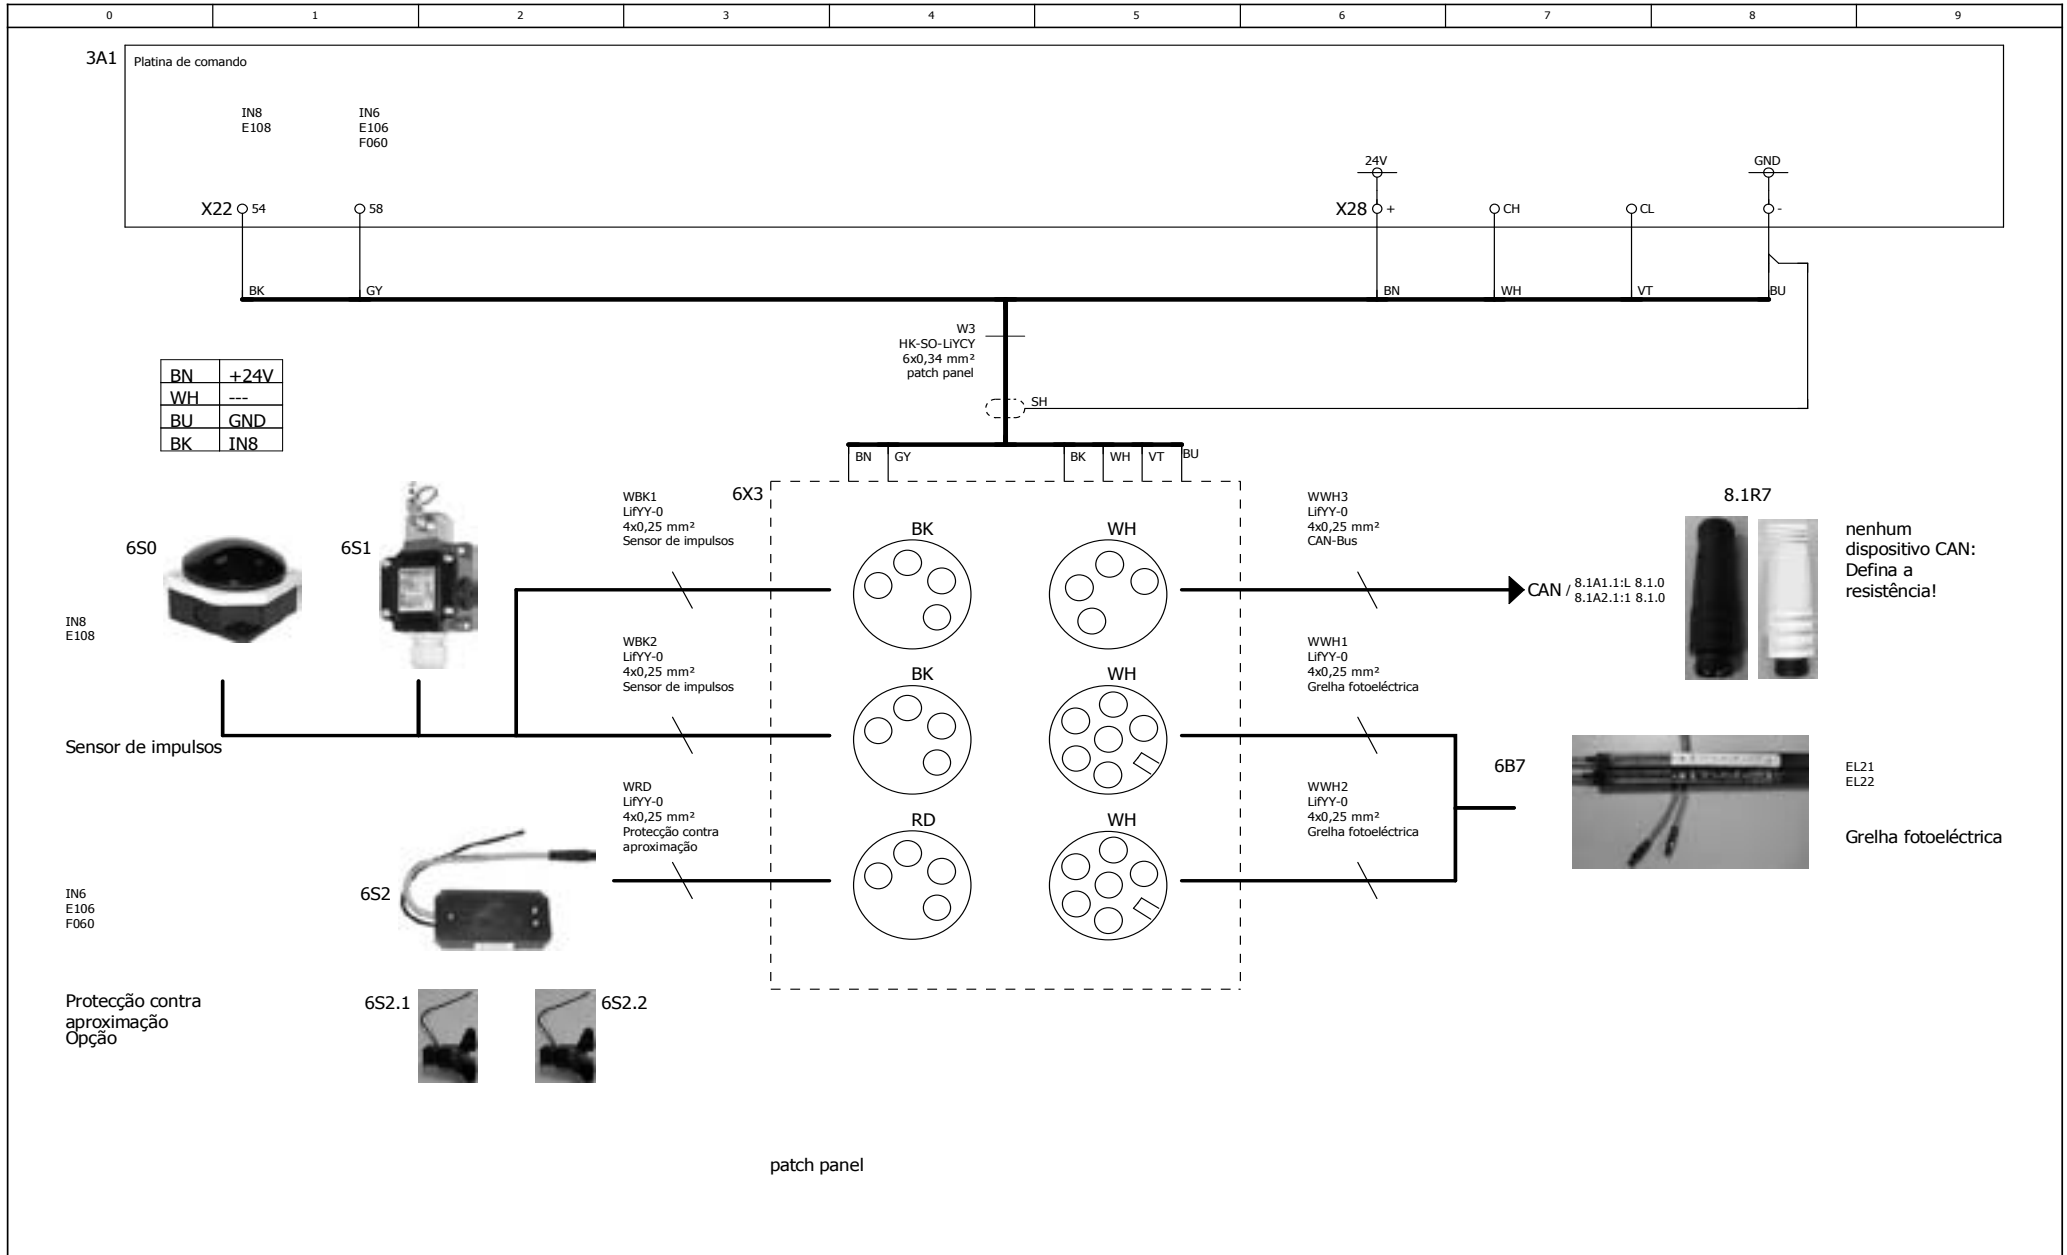 0 1 2 3 4 5 6 7 8 9
3A1 Platina de comando
IN8
E108
IN6
E106
F060
24V
GND
X22 54
58
X28 +
CH
CL
-
BK GY BN WH VT BU
W3
HK-SO-LiYCY
6x0,34 mm²
patch panel
SH
BN +24V
WH ---
BU GND
BK IN8
BN GY BK WH VT BU
6X3
6S0
6S1
IN8
E108
Sensor de impulsos
WBK1
LifYY-0
4x0,25 mm²
Sensor de impulsos
WBK2
LifYY-0
4x0,25 mm²
Sensor de impulsos
WRD
LifYY-0
4x0,25 mm²
Protecção contra
aproximação
BK WH
BK WH
RD WH
WWH3
LifYY-0
4x0,25 mm²
CAN-Bus
WWH1
LifYY-0
4x0,25 mm²
Grelha fotoeléctrica
WWH2
LifYY-0
4x0,25 mm²
Grelha fotoeléctrica
CAN /
8.1A1.1:L 8.1.0
8.1A2.1:1 8.1.0
8.1R7
nenhum
dispositivo CAN:
Defina a
resistência!
6B7
EL21
EL22
Grelha fotoeléctrica
6S2
IN6
E106
F060
Protecção contra
aproximação
Opção
6S2.1
6S2.2
patch panel